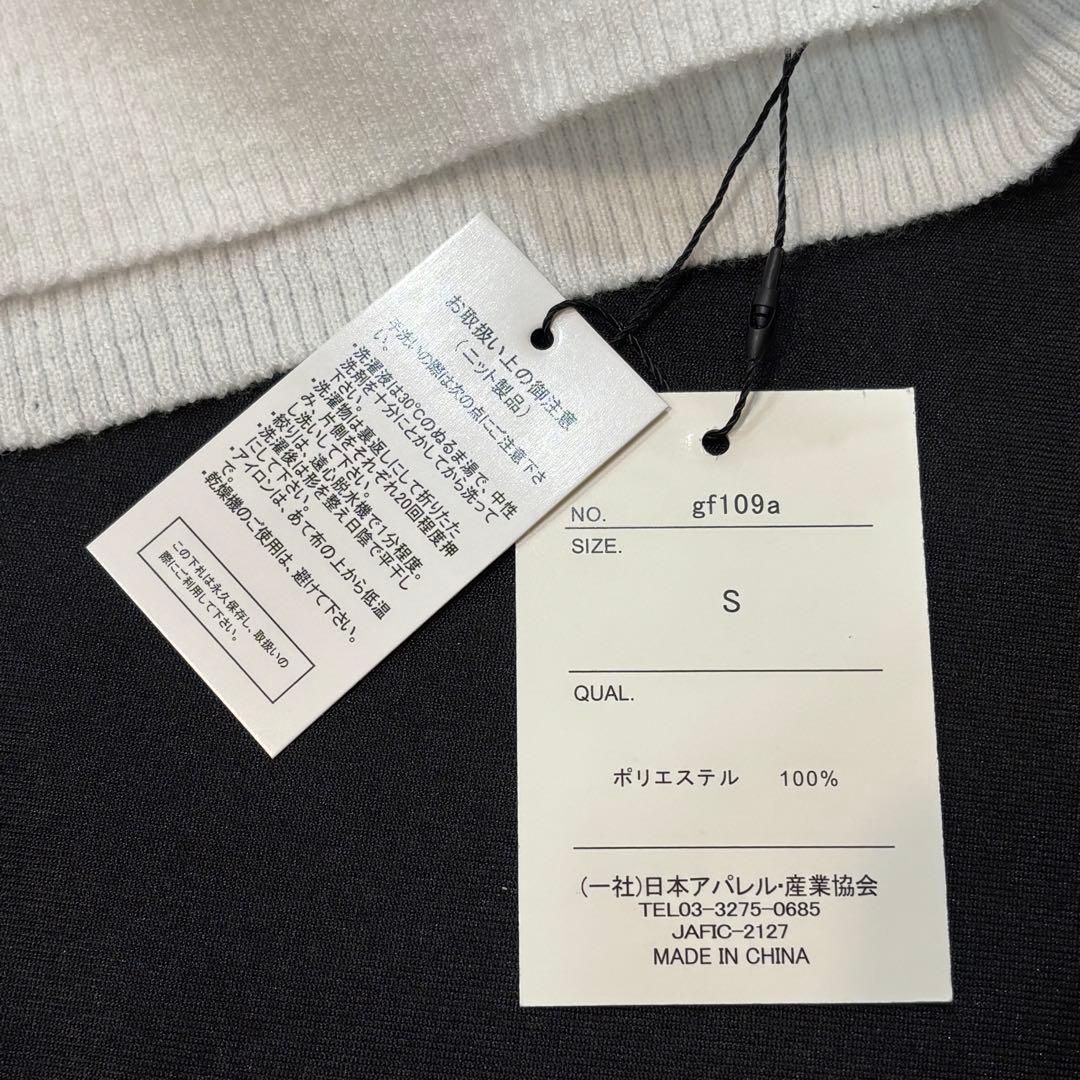 お取扱い上の御注意
(ニット製品)
手洗いの際は次の点にご注意下さ
い。
・洗濯液は30℃のぬるま湯で、中性
洗剤を十分にとかしてから洗って
下さい。
・洗濯物は裏返しにして折りたた
み、片側をそれぞれ20回程度押
し洗いして下さい。
・絞りは、遠心脱水機で1分程度。
・洗濯後は形を整え日陰で平干し
にして下さい。
・アイロンは、あて布の上から低温
で。
・乾燥機のご使用は、避けて下さい。
この下札は永久保存し、取扱いの
際にご利用して下さい。
NO. gf109a
SIZE.
S
QUAL.
ポリエステル 100%
(一社)日本アパレル・産業協会
TEL03-3275-0685
JAFIC-2127
MADE IN CHINA